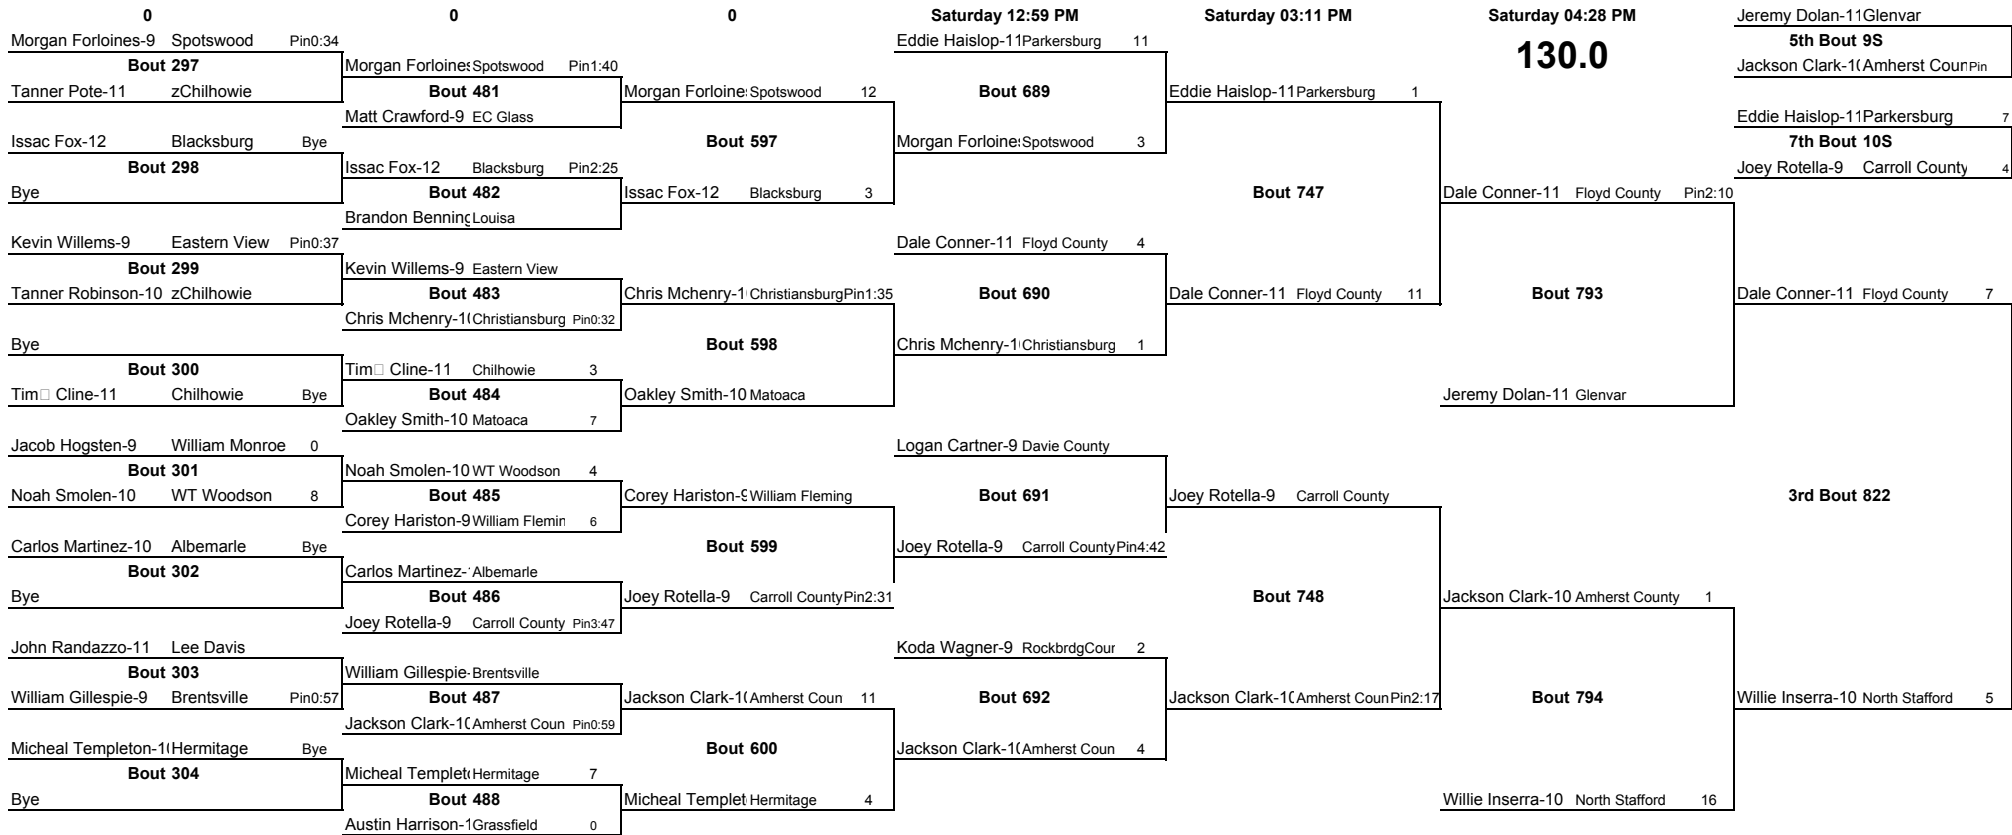 0 0 0 Saturday 12:59 PM Saturday 03:11 PM Saturday 04:28 PM Jeremy Dolan-11 Glenvar
Morgan Forloines-9 Spotswood Pin0:34 Eddie Haislop-11 Parkersburg 11 130.0 5th Bout 9S
Bout 297 Morgan Forloines Spotswood Pin1:40 Jackson Clark-1( Amherst Coun Pin
Tanner Pote-11 zChilhowie Bout 481 Morgan Forloines Spotswood 12 Bout 689 Eddie Haislop-11 Parkersburg 1
Matt Crawford-9 EC Glass Eddie Haislop-11 Parkersburg 7
Issac Fox-12 Blacksburg Bye Bout 597 Morgan Forloines Spotswood 3 7th Bout 10S
Bout 298 Issac Fox-12 Blacksburg Pin2:25 Joey Rotella-9 Carroll County 4
Bye Bout 482 Issac Fox-12 Blacksburg 3 Bout 747 Dale Conner-11 Floyd County Pin2:10
Brandon Benning Louisa
Kevin Willems-9 Eastern View Pin0:37 Dale Conner-11 Floyd County 4
Bout 299 Kevin Willems-9 Eastern View
Tanner Robinson-10 zChilhowie Bout 483 Chris Mchenry-1 Christiansburg Pin1:35 Bout 690 Dale Conner-11 Floyd County 11 Bout 793 Dale Conner-11 Floyd County 7
Chris Mchenry-1( Christiansburg Pin0:32
Bye Bout 598 Chris Mchenry-1 Christiansburg 1
Bout 300 Tim□ Cline-11 Chilhowie 3
Tim□ Cline-11 Chilhowie Bye Bout 484 Oakley Smith-10 Matoaca Jeremy Dolan-11 Glenvar
Oakley Smith-10 Matoaca 7
Jacob Hogsten-9 William Monroe 0 Logan Cartner-9 Davie County
Bout 301 Noah Smolen-10 WT Woodson 4
Noah Smolen-10 WT Woodson 8 Bout 485 Corey Hariston-9 William Fleming Bout 691 Joey Rotella-9 Carroll County 3rd Bout 822
Corey Hariston-9 William Flemin 6
Carlos Martinez-10 Albemarle Bye Bout 599 Joey Rotella-9 Carroll County Pin4:42
Bout 302 Carlos Martinez- Albemarle
Bye Bout 486 Joey Rotella-9 Carroll County Pin2:31 Bout 748 Jackson Clark-10 Amherst County 1
Joey Rotella-9 Carroll County Pin3:47
John Randazzo-11 Lee Davis Koda Wagner-9 RockbrdgCour 2
Bout 303 William Gillespie- Brentsville
William Gillespie-9 Brentsville Pin0:57 Bout 487 Jackson Clark-1( Amherst Coun 11 Bout 692 Jackson Clark-1( Amherst Coun Pin2:17 Bout 794 Willie Inserra-10 North Stafford 5
Jackson Clark-1( Amherst Coun Pin0:59
Micheal Templeton-1( Hermitage Bye Bout 600 Jackson Clark-1( Amherst Coun 4
Bout 304 Micheal Templet Hermitage 7
Bye Bout 488 Micheal Templet Hermitage 4 Willie Inserra-10 North Stafford 16
Austin Harrison-1 Grassfield 0